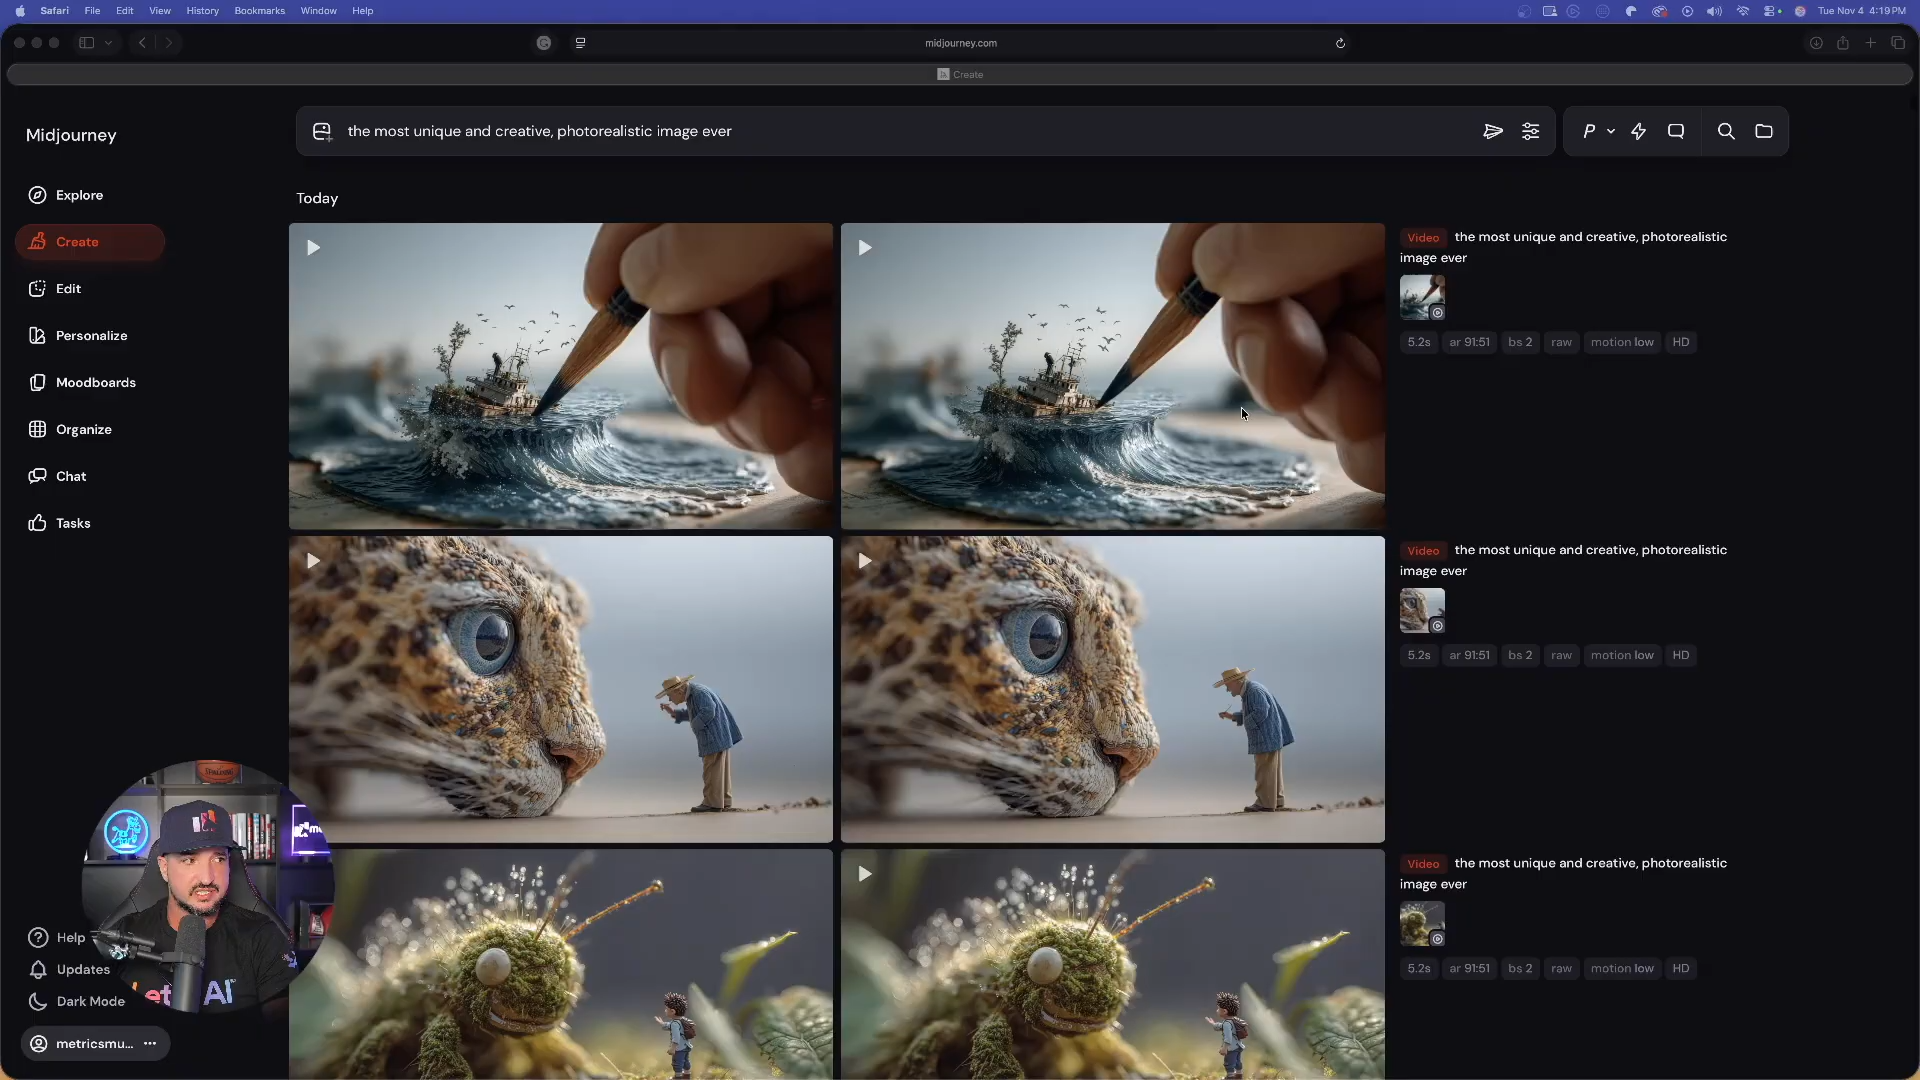 Safari File Edit View History Bookmarks Window Help
Tue Nov 4 4:19 PM
midjourney.com
Create
Midjourney
the most unique and creative, photorealistic image ever
P
Explore
Create
Edit
Personalize
Moodboards
Organize
Chat
Tasks
Help
Updates
Dark Mode
metricsmu...
Today
Video the most unique and creative, photorealistic
image ever
5.2s ar 91:51 bs 2 raw motion low HD
Video the most unique and creative, photorealistic
image ever
5.2s ar 91:51 bs 2 raw motion low HD
Video the most unique and creative, photorealistic
image ever
5.2s ar 91:51 bs 2 raw motion low HD
SPALDING
AI